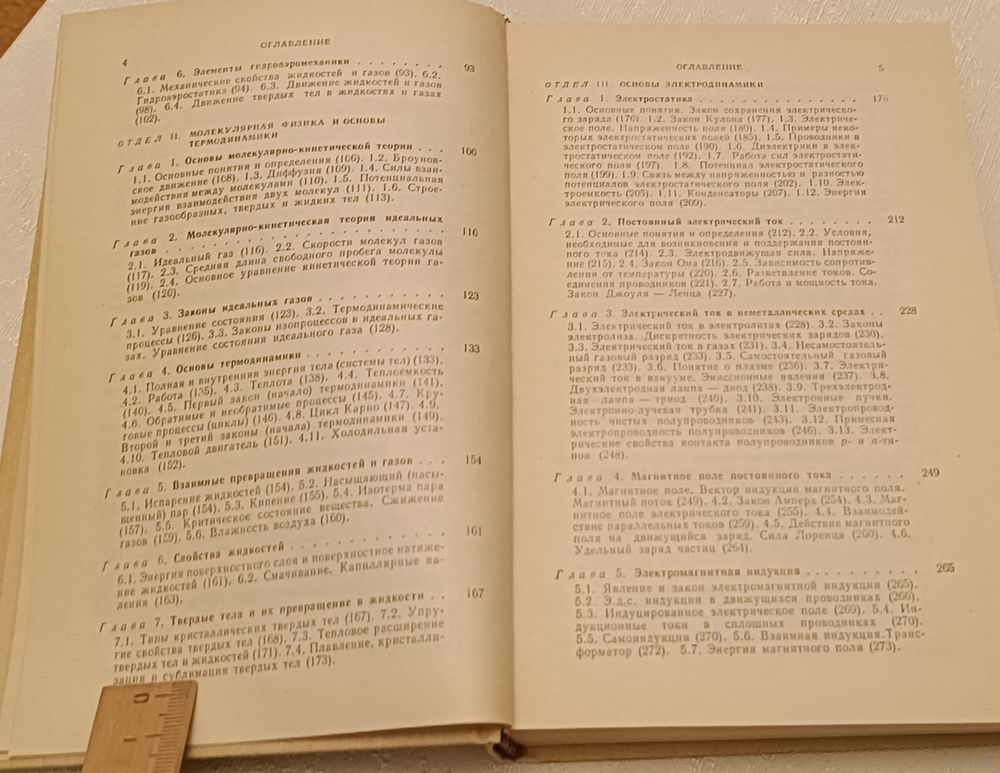 4
ОГЛАВЛЕНИЕ
Глава 6. Элементы гидроаэромеханики . . . . . . . . 93
6.1. Механические свойства жидкостей и газов (93). 6.2.
Гидроаэростатика (94). 6.3. Движение жидкостей и газов
(98). 6.4. Движение твердых тел в жидкостях и газах
(102).
ОТДЕЛ II. МОЛЕКУЛЯРНАЯ ФИЗИКА И ОСНОВЫ
ТЕРМОДИНАМИКИ
Глава 1. Основы молекулярно-кинетической теории . . . 106
1.1. Основные понятия и определения (106). 1.2. Броунов-
ское движение (108). 1.3. Диффузия (109). 1.4. Силы взаи-
модействия между молекулами (110). 1.5. Потенциальная
энергия взаимодействия двух молекул (111). 1.6. Строе-
ние газообразных, твердых и жидких тел (113).
Глава 2. Молекулярно-кинетическая теория идеальных
газов . . . . . . . . . . . . . . . . . . . . 116
2.1. Идеальный газ (116). 2.2. Скорости молекул газов
(117). 2.3. Средняя длина свободного пробега молекулы
(119). 2.4. Основное уравнение кинетической теории га-
зов (120).
Глава 3. Законы идеальных газов . . . . . . . . . . 123
3.1. Уравнение состояния (123). 3.2. Термодинамические
процессы (126). 3.3. Законы изопроцессов в идеальных га-
зах. Уравнение состояния идеального газа (128).
Глава 4. Основы термодинамики . . . . . . . . . . . 133
4.1. Полная и внутренняя энергия тела (системы тел) (133).
4.2. Работа (135). 4.3. Теплота (138). 4.4. Теплоемкость
(140). 4.5. Первый закон (начало) термодинамики (141).
4.6. Обратимые и необратимые процессы (145). 4.7. Кру-
говые процессы (циклы) (146). 4.8. Цикл Карно (147). 4.9.
Второй и третий законы (начала) термодинамики (149).
4.10. Тепловой двигатель (151). 4.11. Холодильная уста-
новка (152).
Глава 5. Взаимные превращения жидкостей и газов . . . 154
5.1. Испарение жидкостей (154). 5.2. Насыщающий (насы-
щенный) пар (154). 5.3. Кипение (155). 5.4. Изотерма пара
(157). 5.5. Критическое состояние вещества. Сжижение
газов (159). 5.6. Влажность воздуха (160).
Глава 6. Свойства жидкостей . . . . . . . . . . . . 161
6.1. Энергия поверхностного слоя и поверхностное натяже-
ние жидкостей (161). 6.2. Смачивание. Капиллярные яв-
ления (163).
Глава 7. Твердые тела и их превращение в жидкости . . 167
7.1. Типы кристаллических твердых тел (167). 7.2. Упру-
гие свойства твердых тел (168). 7.3. Тепловое расширение
твердых тел и жидкостей (171). 7.4. Плавление, кристалли-
зация и сублимация твердых тел (173).
0
ОГЛАВЛЕНИЕ
5
ОТДЕЛ III. ОСНОВЫ ЭЛЕКТРОДИНАМИКИ
Глава 1. Электростатика . . . . . . . . . . . . . . 176
1.1. Основные понятия. Закон сохранения электрическо-
го заряда (176). 1.2. Закон Кулона (177). 1.3. Электриче-
ское поле. Напряженность поля (180). 1.4. Примеры неко-
торых электростатических полей (185). 1.5. Проводники в
электростатическом поле (190). 1.6. Диэлектрики в элек-
тростатическом поле (192). 1.7. Работа сил электростати-
ческого поля (197). 1.8. Потенциал электростатического
поля (199). 1.9. Связь между напряженностью и разностью
потенциалов электростатического поля (202). 1.10. Элек-
троемкость (205). 1.11. Конденсаторы (207). 1.12. Энергия
электрического поля (209).
Глава 2. Постоянный электрический ток . . . . . . . . 212
2.1. Основные понятия и определения (212). 2.2. Условия,
необходимые для возникновения и поддержания постоян-
ного тока (214). 2.3. Электродвижущая сила. Напряже-
ние (215). 2.4. Закон Ома (216). 2.5. Зависимость сопротив-
ления от температуры (220). 2.6. Разветвление токов. Со-
единения проводников (221). 2.7. Работа и мощность тока.
Закон Джоуля — Ленца (227).
Глава 3. Электрический ток в неметаллических средах . . 228
3.1. Электрический ток в электролитах (228). 3.2. Законы
электролиза. Дискретность электрических зарядов (230).
3.3. Электрический ток в газах (231). 3.4. Несамостоятель-
ный газовый разряд (233). 3.5. Самостоятельный газовый
разряд (233). 3.6. Понятие о плазме (236). 3.7. Электри-
ческий ток в вакууме. Эмиссионные явления (237). 3.8.
Двухэлектродная лампа — диод (238). 3.9. Трехэлектрод-
ная лампа — триод (240). 3.10. Электронные пучки.
Электронно-лучевая трубка (241). 3.11. Электропровод-
ность чистых полупроводников (243). 3.12. Примесная
электропроводность полупроводников (246). 3.13. Элект-
рические свойства контакта полупроводников p- и n-ти-
пов (248).
Глава 4. Магнитное поле постоянного тока . . . . . . 249
4.1. Магнитное поле. Вектор индукции магнитного поля.
Магнитный поток (249). 4.2. Закон Ампера (254). 4.3. Маг-
нитное поле электрического тока (255). 4.4. Взаимодей-
ствие параллельных токов (259). 4.5. Действие магнитного
поля на движущийся заряд. Сила Лоренца (260). 4.6.
Удельный заряд частиц (264).
Глава 5. Электромагнитная индукция . . . . . . . . . 265
5.1. Явление и закон электромагнитной индукции (265).
5.2. Э.д.с. индукции в движущихся проводниках (266).
5.3. Индуцированное электрическое поле (269). 5.4. Ин-
дукционные токи в сплошных проводниках (270).
5.5. Самоиндукция (270). 5.6. Взаимная индукция.Транс-
форматор (272). 5.7. Энергия магнитного поля (273).